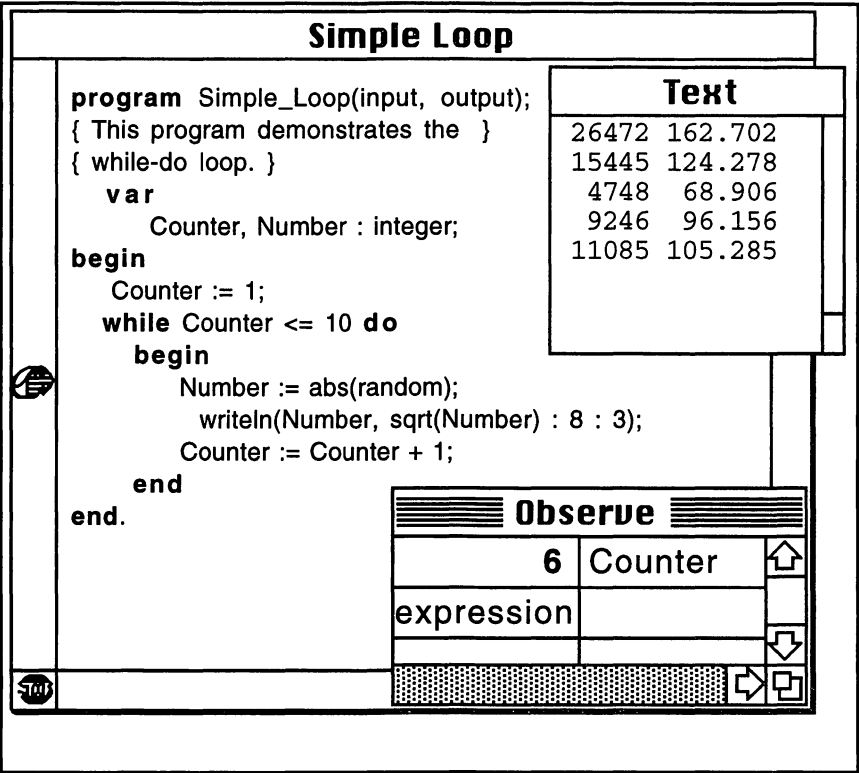 Simple Loop
program Simple_Loop(input, output);
{ This program demonstrates the }
{ while-do loop. }
var
Counter, Number : integer;
begin
Counter := 1;
while Counter <= 10 do
begin
Number := abs(random);
writeln(Number, sqrt(Number) : 8 : 3);
Counter := Counter + 1;
end
end.
Text
26472 162.702
15445 124.278
4748 68.906
9246 96.156
11085 105.285
Observe
6 Counter
expression